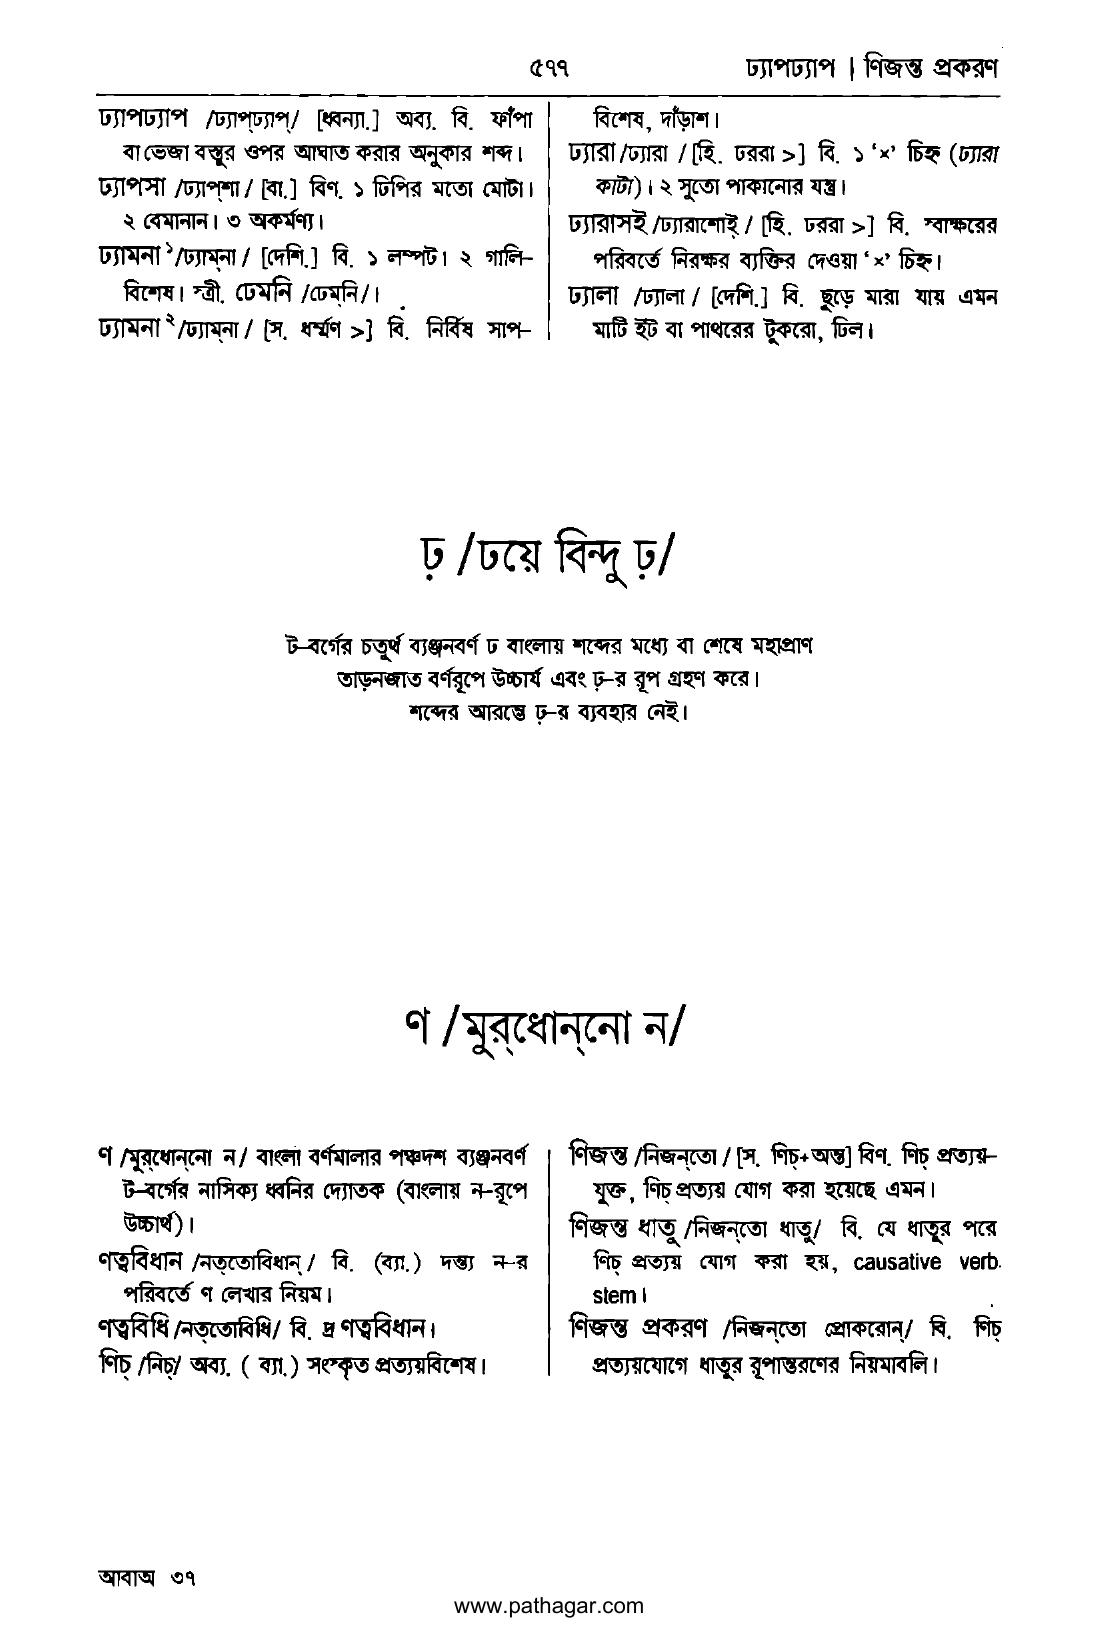 ৫৭৭
ঢ্যাপঢ্যাপ | ণিজন্ত প্রকরণ
ঢ্যাপঢ্যাপ /ঢ্যাপ্‌ঢ্যাপ্‌/ [ধ্বন্যা.] অব্য. বি. ফাঁপা
বা ভেজা বস্তুর ওপর আঘাত করার অনুকার শব্দ।
ঢ্যাপসা /ঢ্যাপ্‌শা/ [বা.] বিণ. ১ ঢিপির মতো মোটা।
২ বেমানান। ৩ অকর্মণ্য।
ঢ্যামনা১ /ঢ্যাম্‌না/ [দেশি.] বি. ১ লম্পট। ২ গালি-
বিশেষ। স্ত্রী. ঢেমনি /ঢেম্‌নি/।
ঢ্যামনা২ /ঢ্যাম্‌না/ [স. ধর্ম্মণ >] বি. নির্বিষ সাপ-
বিশেষ, দাঁড়াশ।
ঢ্যারা /ঢ্যারা / [হি. ঢররা >] বি. ১ ‘×’ চিহ্ন (ঢ্যারা
কাটা)। ২ সুতো পাকানোর যন্ত্র।
ঢ্যারাসই /ঢ্যারাশোই্‌/ [হি. ঢররা >] বি. স্বাক্ষরের
পরিবর্তে নিরক্ষর ব্যক্তির দেওয়া ‘×’ চিহ্ন।
ঢ্যালা /ঢ্যালা / [দেশি.] বি. ছুড়ে মারা যায় এমন
মাটি ইট বা পাথরের টুকরো, ঢিল।
ঢ় /ঢয়ে বিন্দু ঢ়/
ট-বর্গের চতুর্থ ব্যঞ্জনবর্ণ ঢ বাংলায় শব্দের মধ্যে বা শেষে মহাপ্রাণ
তাড়নজাত বর্ণরূপে উচ্চার্য এবং ঢ়-র রূপ গ্রহণ করে।
শব্দের আরম্ভে ঢ়-র ব্যবহার নেই।
ণ /মুর্‌ধোন্‌নো ন/
ণ /মুর্‌ধোন্‌নো ন/ বাংলা বর্ণমালার পঞ্চদশ ব্যঞ্জনবর্ণ
ট-বর্গের নাসিক্য ধ্বনির দ্যোতক (বাংলায় ন-রূপে
উচ্চার্য)।
ণত্ববিধান /নত্‌তোবিধান্‌/ বি. (ব্যা.) দন্ত্য ন-র
পরিবর্তে ণ লেখার নিয়ম।
ণত্ববিধি /নত্‌তোবিধি/ বি. দ্র ণত্ববিধান।
ণিচ্‌ /নিচ্‌/ অব্য. ( ব্যা.) সংস্কৃত প্রত্যয়বিশেষ।
ণিজন্ত /নিজন্‌তো/ [স. ণিচ্‌+অন্ত] বিণ. ণিচ্‌ প্রত্যয়-
যুক্ত, ণিচ্‌ প্রত্যয় যোগ করা হয়েছে এমন।
ণিজন্ত ধাতু /নিজন্‌তো ধাতু/ বি. যে ধাতুর পরে
ণিচ্‌ প্রত্যয় যোগ করা হয়, causative verb.
stem।
ণিজন্ত প্রকরণ /নিজন্‌তো প্রোকরোন্‌/ বি. ণিচ্‌
প্রত্যয়যোগে ধাতুর রূপান্তরণের নিয়মাবলি।
আবাঅ ৩৭
www.pathagar.com